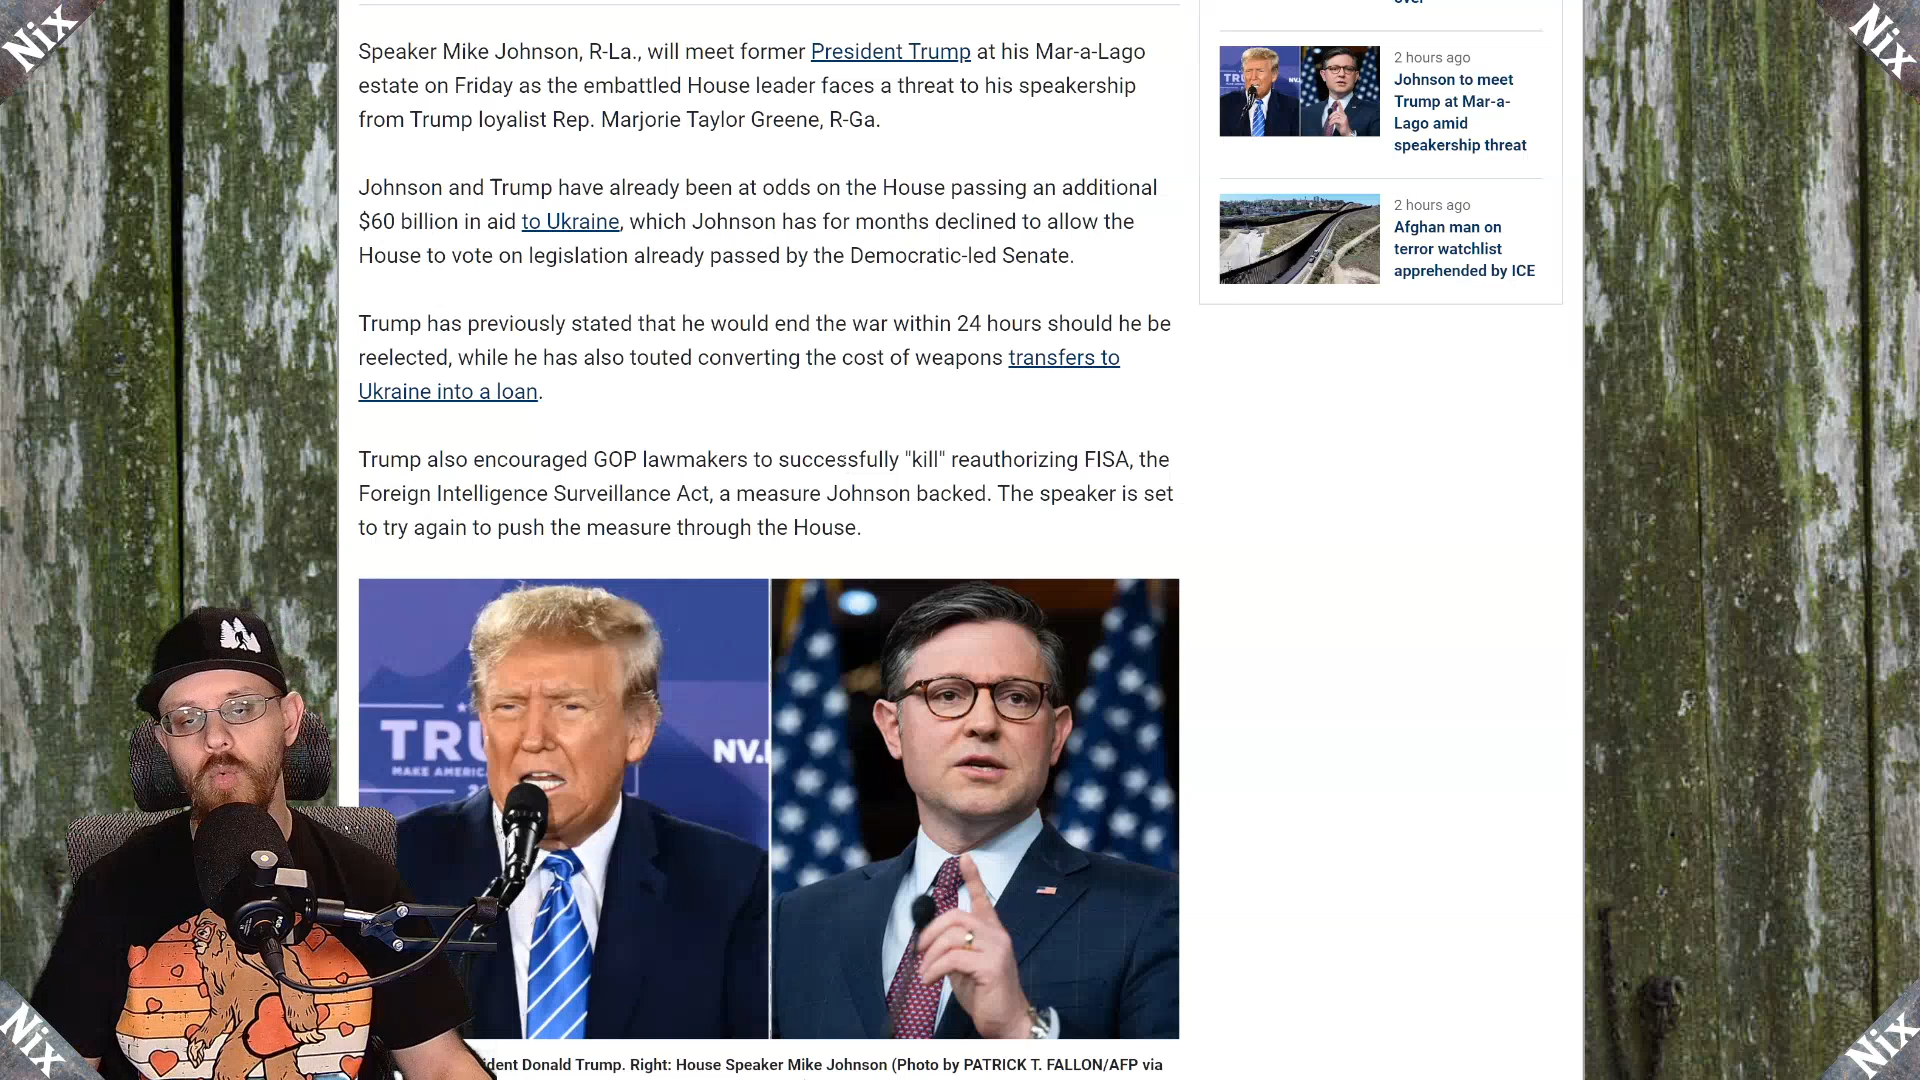 Nix
Nix
Speaker Mike Johnson, R-La., will meet former President Trump at his Mar-a-Lago
estate on Friday as the embattled House leader faces a threat to his speakership
from Trump loyalist Rep. Marjorie Taylor Greene, R-Ga.
Johnson and Trump have already been at odds on the House passing an additional
$60 billion in aid to Ukraine, which Johnson has for months declined to allow the
House to vote on legislation already passed by the Democratic-led Senate.
Trump has previously stated that he would end the war within 24 hours should he be
reelected, while he has also touted converting the cost of weapons transfers to
Ukraine into a loan.
Trump also encouraged GOP lawmakers to successfully "kill" reauthorizing FISA, the
Foreign Intelligence Surveillance Act, a measure Johnson backed. The speaker is set
to try again to push the measure through the House.
over
2 hours ago
Johnson to meet
Trump at Mar-a-
Lago amid
speakership threat
2 hours ago
Afghan man on
terror watchlist
apprehended by ICE
TRU
MAKE AMERIC
NV.
dent Donald Trump. Right: House Speaker Mike Johnson (Photo by PATRICK T. FALLON/AFP via
Nix
Nix